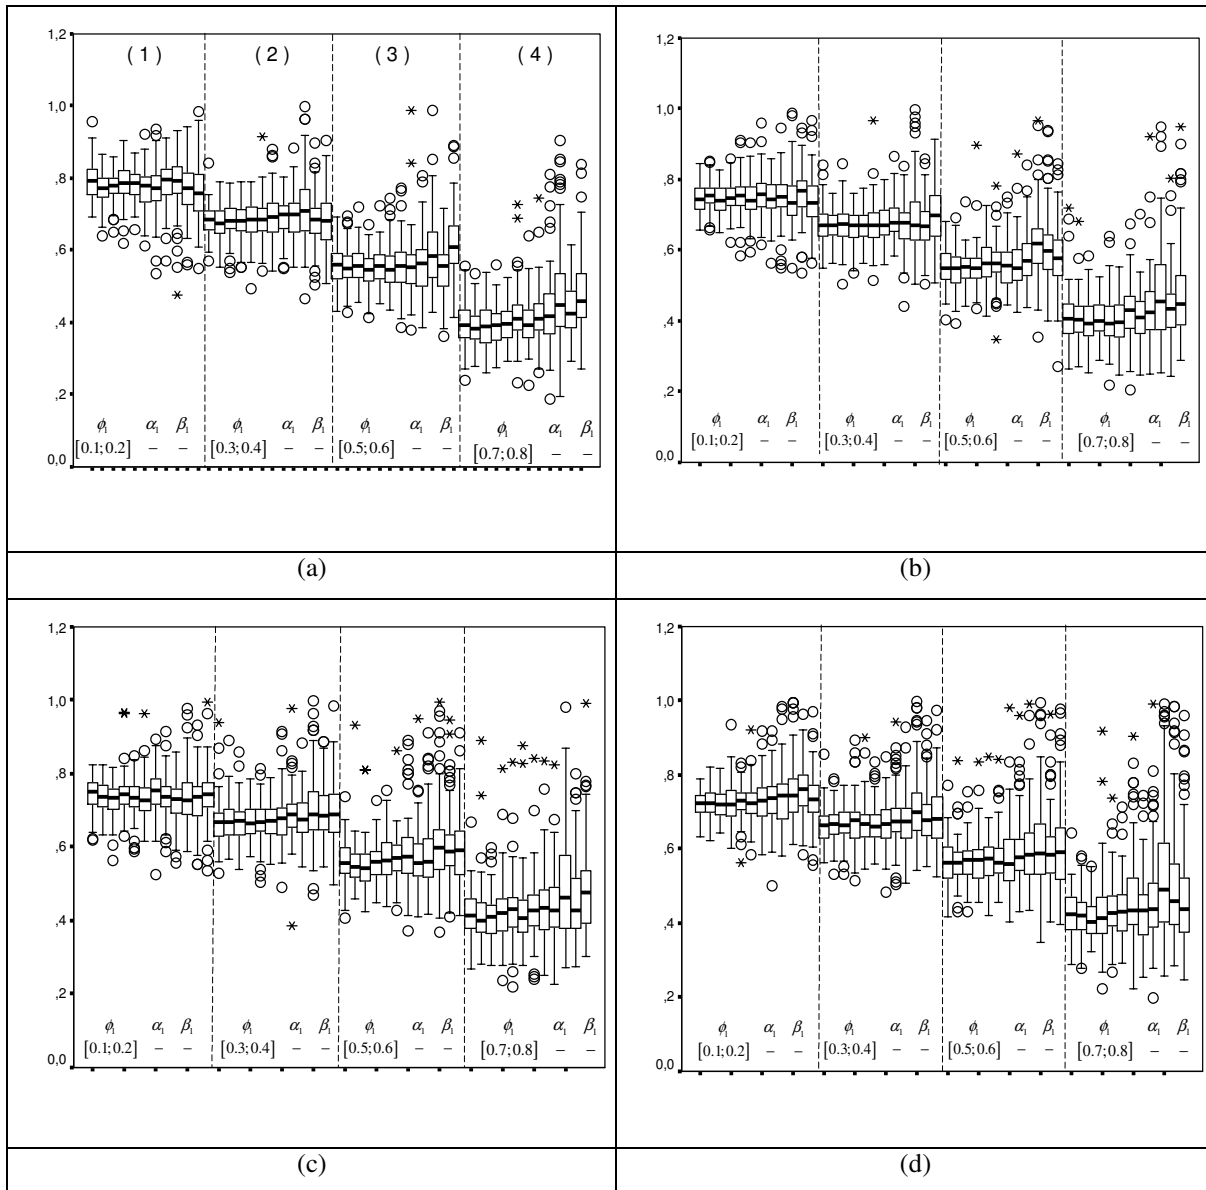 1,2
(1) (2) (3) (4)
1,0
,8
,6
,4
,2
0,0
ϕ₁ α₁ β₁ ϕ₁ α₁ β₁ ϕ₁ α₁ β₁ ϕ₁ α₁ β₁
[0.1;0.2] – – [0.3;0.4] – – [0.5;0.6] – – [0.7;0.8] – –
1,2
1,0
,8
,6
,4
,2
0,0
ϕ₁ α₁ β₁ ϕ₁ α₁ β₁ ϕ₁ α₁ β₁ ϕ₁ α₁ β₁
[0.1;0.2] – – [0.3;0.4] – – [0.5;0.6] – – [0.7;0.8] – –
(a) (b)
1,2
1,0
,8
,6
,4
,2
0,0
ϕ₁ α₁ β₁ ϕ₁ α₁ β₁ ϕ₁ α₁ β₁ ϕ₁ α₁ β₁
[0.1;0.2] – – [0.3;0.4] – – [0.5;0.6] – – [0.7;0.8] – –
1,2
1,0
,8
,6
,4
,2
0,0
ϕ₁ α₁ β₁ ϕ₁ α₁ β₁ ϕ₁ α₁ β₁ ϕ₁ α₁ β₁
[0.1;0.2] – – [0.3;0.4] – – [0.5;0.6] – – [0.7;0.8] – –
(c) (d)